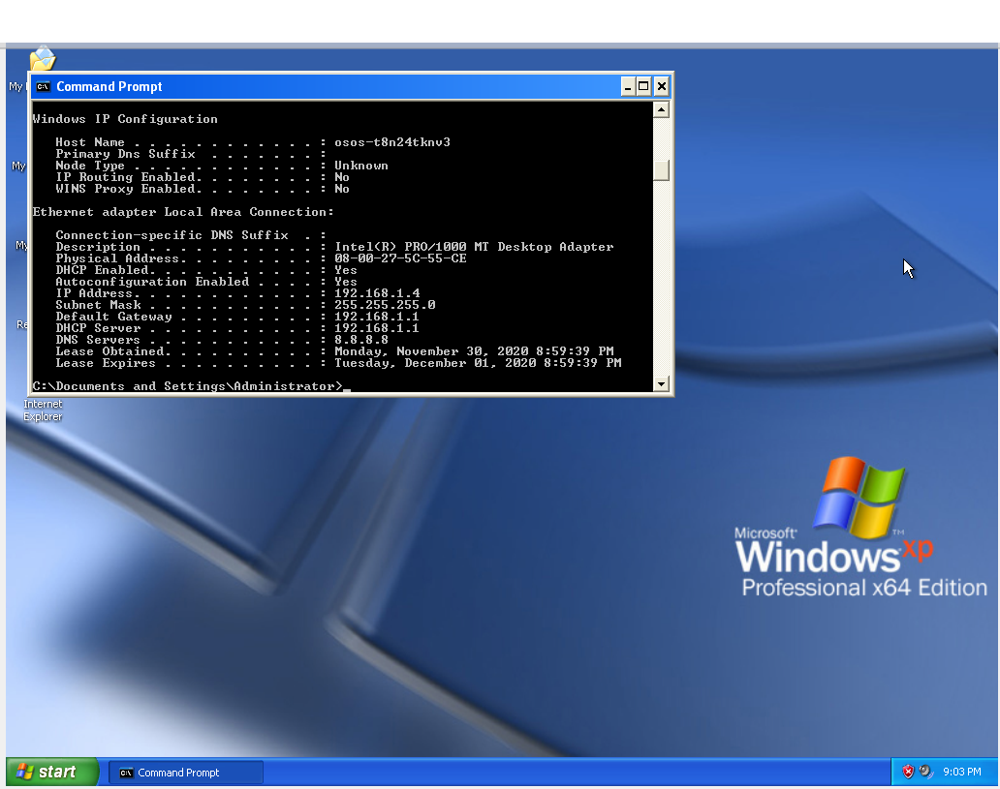 My
Command Prompt
Windows IP Configuration
Host Name . . . . . . . . . . . . : osos-t8n24tknv3
Primary Dns Suffix . . . . . . . :
Node Type . . . . . . . . . . . . : Unknown
IP Routing Enabled. . . . . . . . : No
WINS Proxy Enabled. . . . . . . . : No
Ethernet adapter Local Area Connection:
Connection-specific DNS Suffix . :
Description . . . . . . . . . . . : Intel(R) PRO/1000 MT Desktop Adapter
Physical Address. . . . . . . . . : 08-00-27-5C-55-CE
DHCP Enabled. . . . . . . . . . . : Yes
Autoconfiguration Enabled . . . . : Yes
IP Address. . . . . . . . . . . . : 192.168.1.4
Subnet Mask . . . . . . . . . . . : 255.255.255.0
Default Gateway . . . . . . . . . : 192.168.1.1
DHCP Server . . . . . . . . . . . : 192.168.1.1
DNS Servers . . . . . . . . . . . : 8.8.8.8
Lease Obtained. . . . . . . . . . : Monday, November 30, 2020 8:59:39 PM
Lease Expires . . . . . . . . . . : Tuesday, December 01, 2020 8:59:39 PM
C:\Documents and Settings\Administrator>_
My
My
Re
Internet
Explorer
Microsoft
Windows xp TM
Professional x64 Edition
start
Command Prompt
9:03 PM